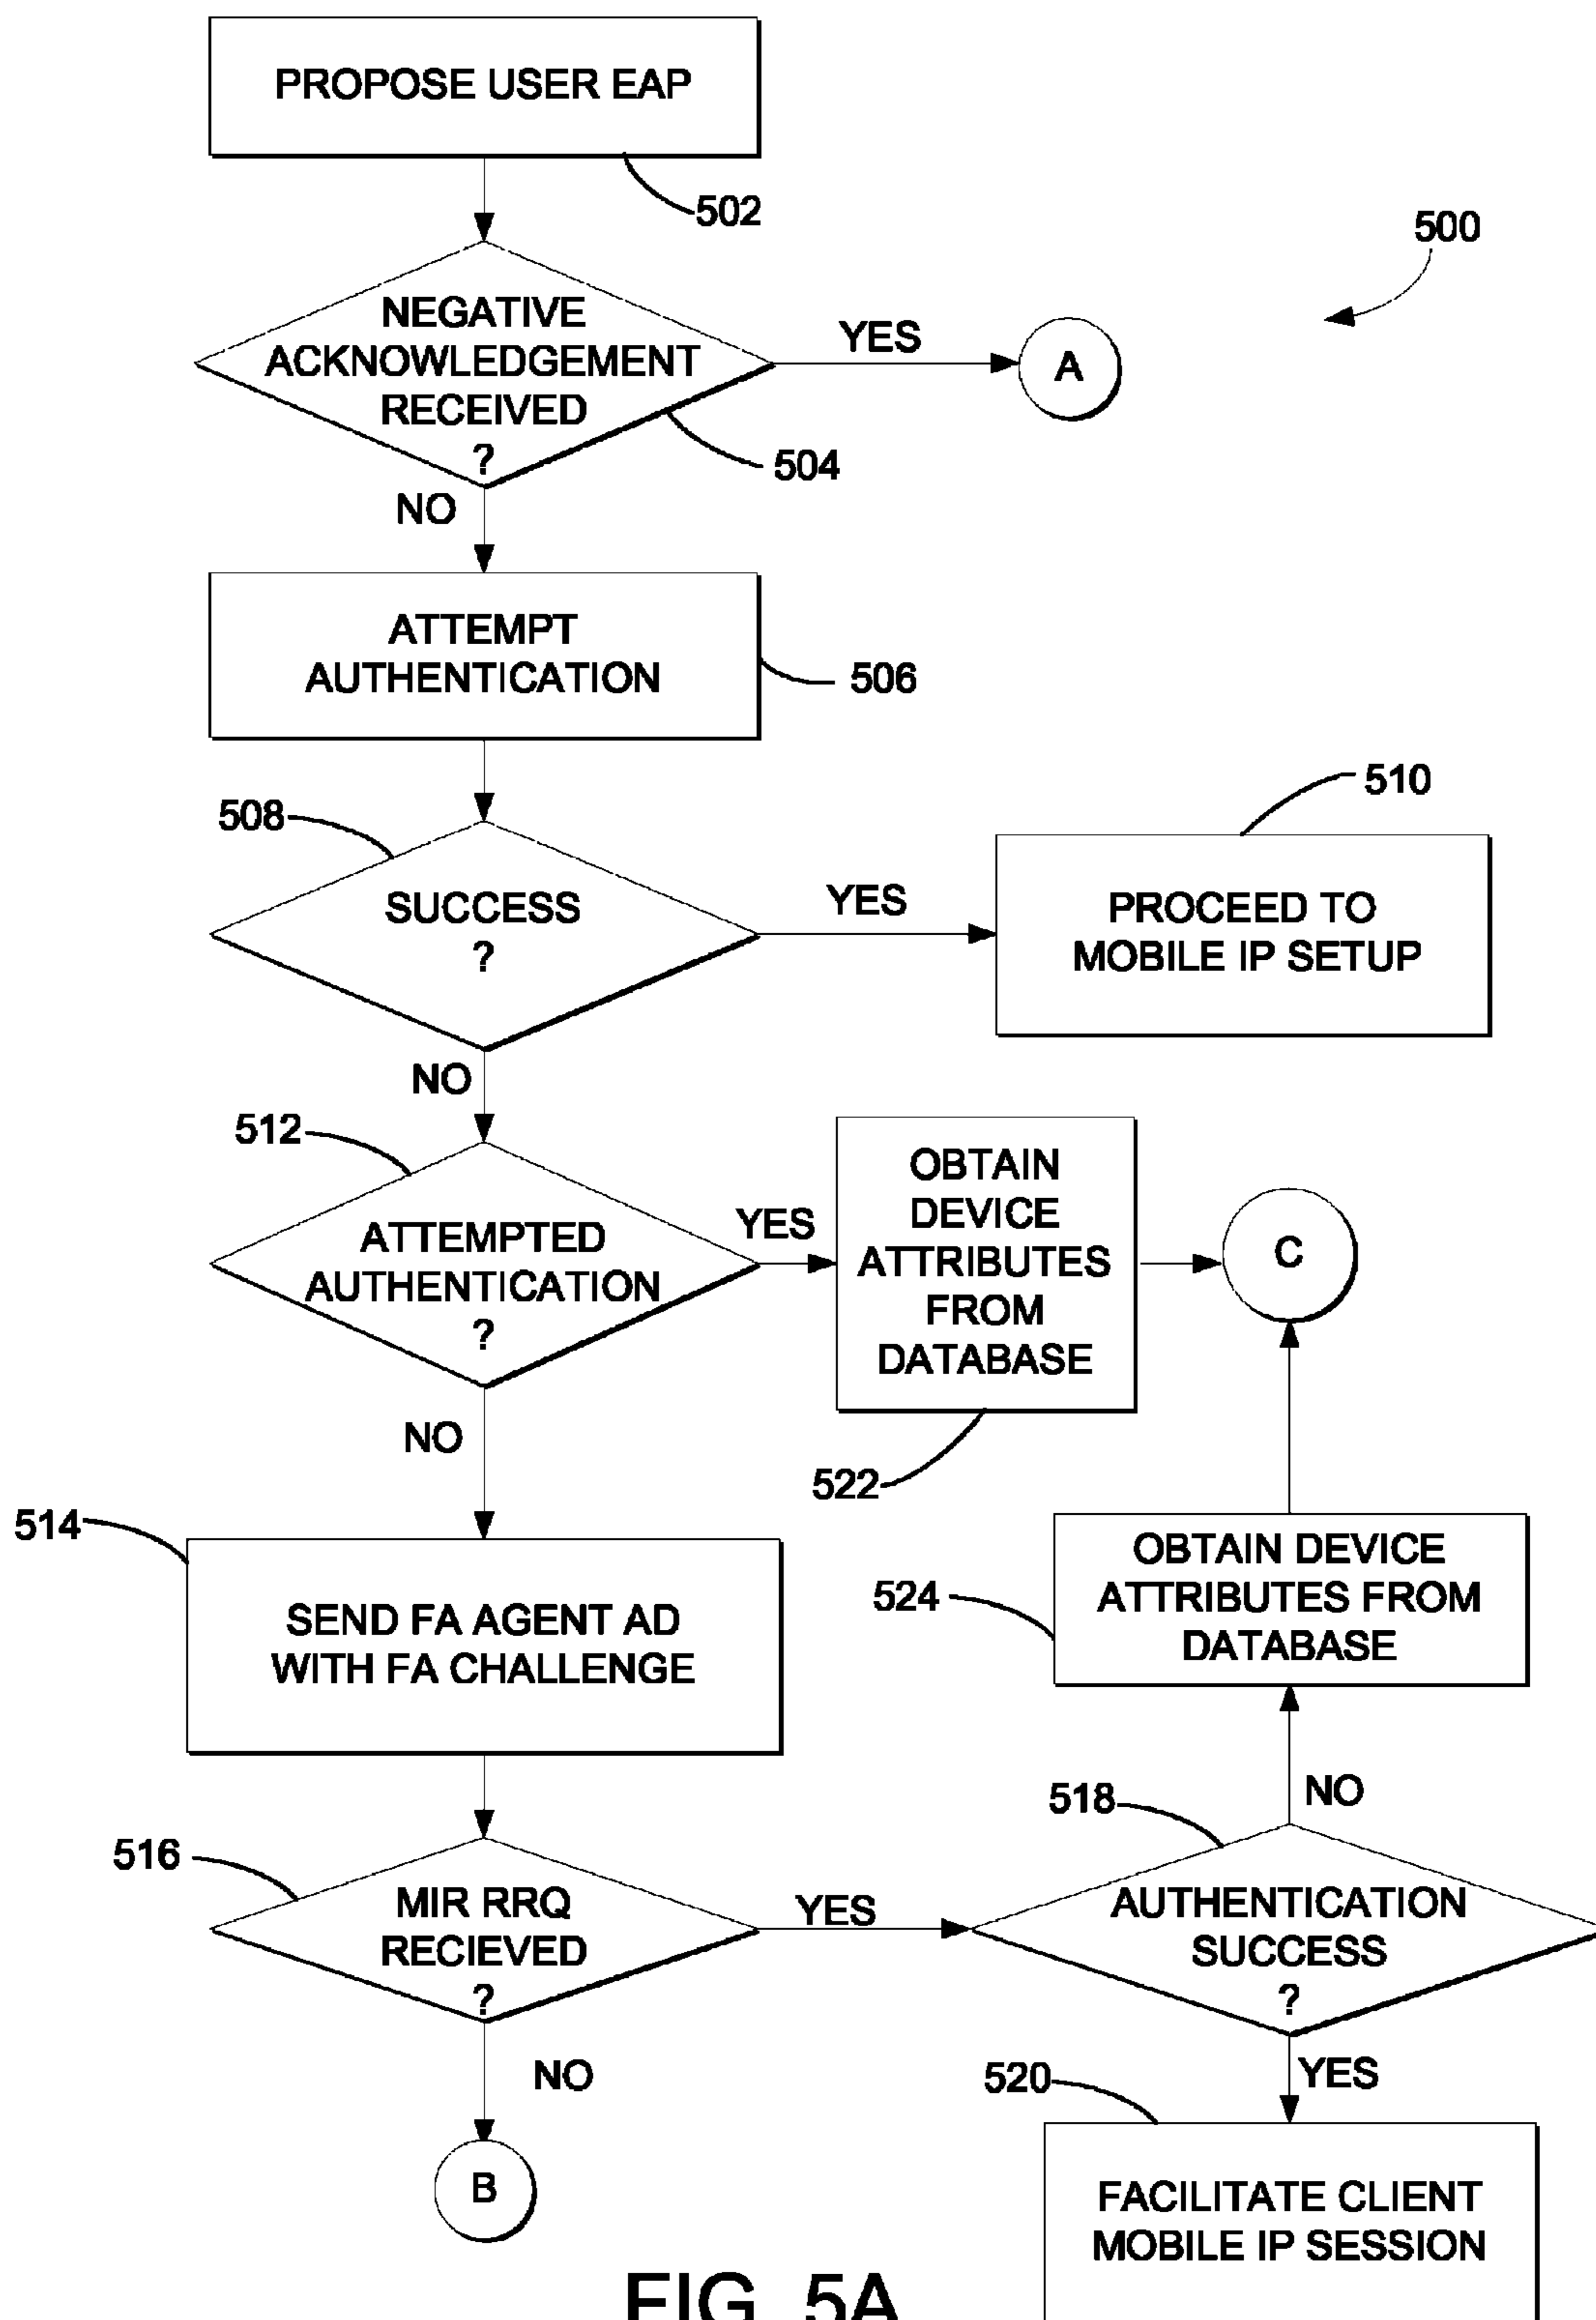 PROPOSE USER EAP
502
500
NEGATIVE
ACKNOWLEDGEMENT
RECEIVED
?
YES
A
504
NO
ATTEMPT
AUTHENTICATION
506
508
SUCCESS
?
YES
510
PROCEED TO
MOBILE IP SETUP
NO
512
ATTEMPTED
AUTHENTICATION
?
YES
OBTAIN
DEVICE
ATTRIBUTES
FROM
DATABASE
C
522
NO
514
SEND FA AGENT AD
WITH FA CHALLENGE
524
OBTAIN DEVICE
ATTRIBUTES FROM
DATABASE
NO
516
MIR RRQ
RECIEVED
?
YES
518
AUTHENTICATION
SUCCESS
?
NO
B
520
YES
FACILITATE CLIENT
MOBILE IP SESSION
FIG. 5A